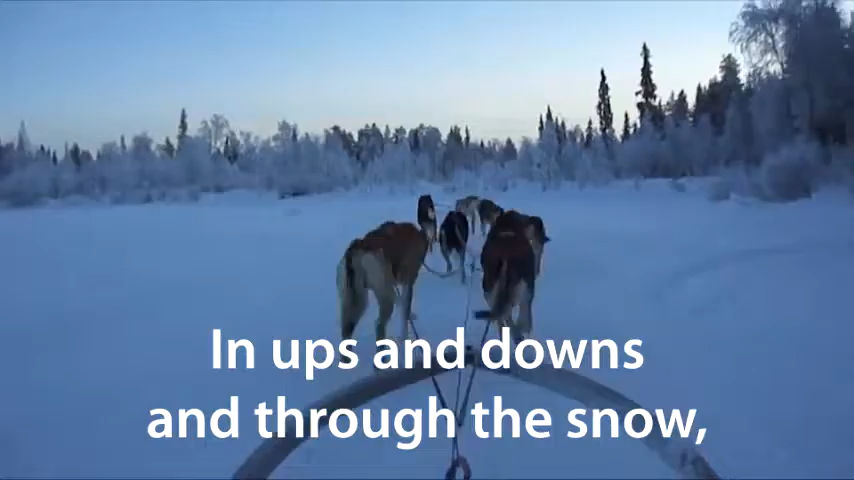 In ups and downs
and through the snow,